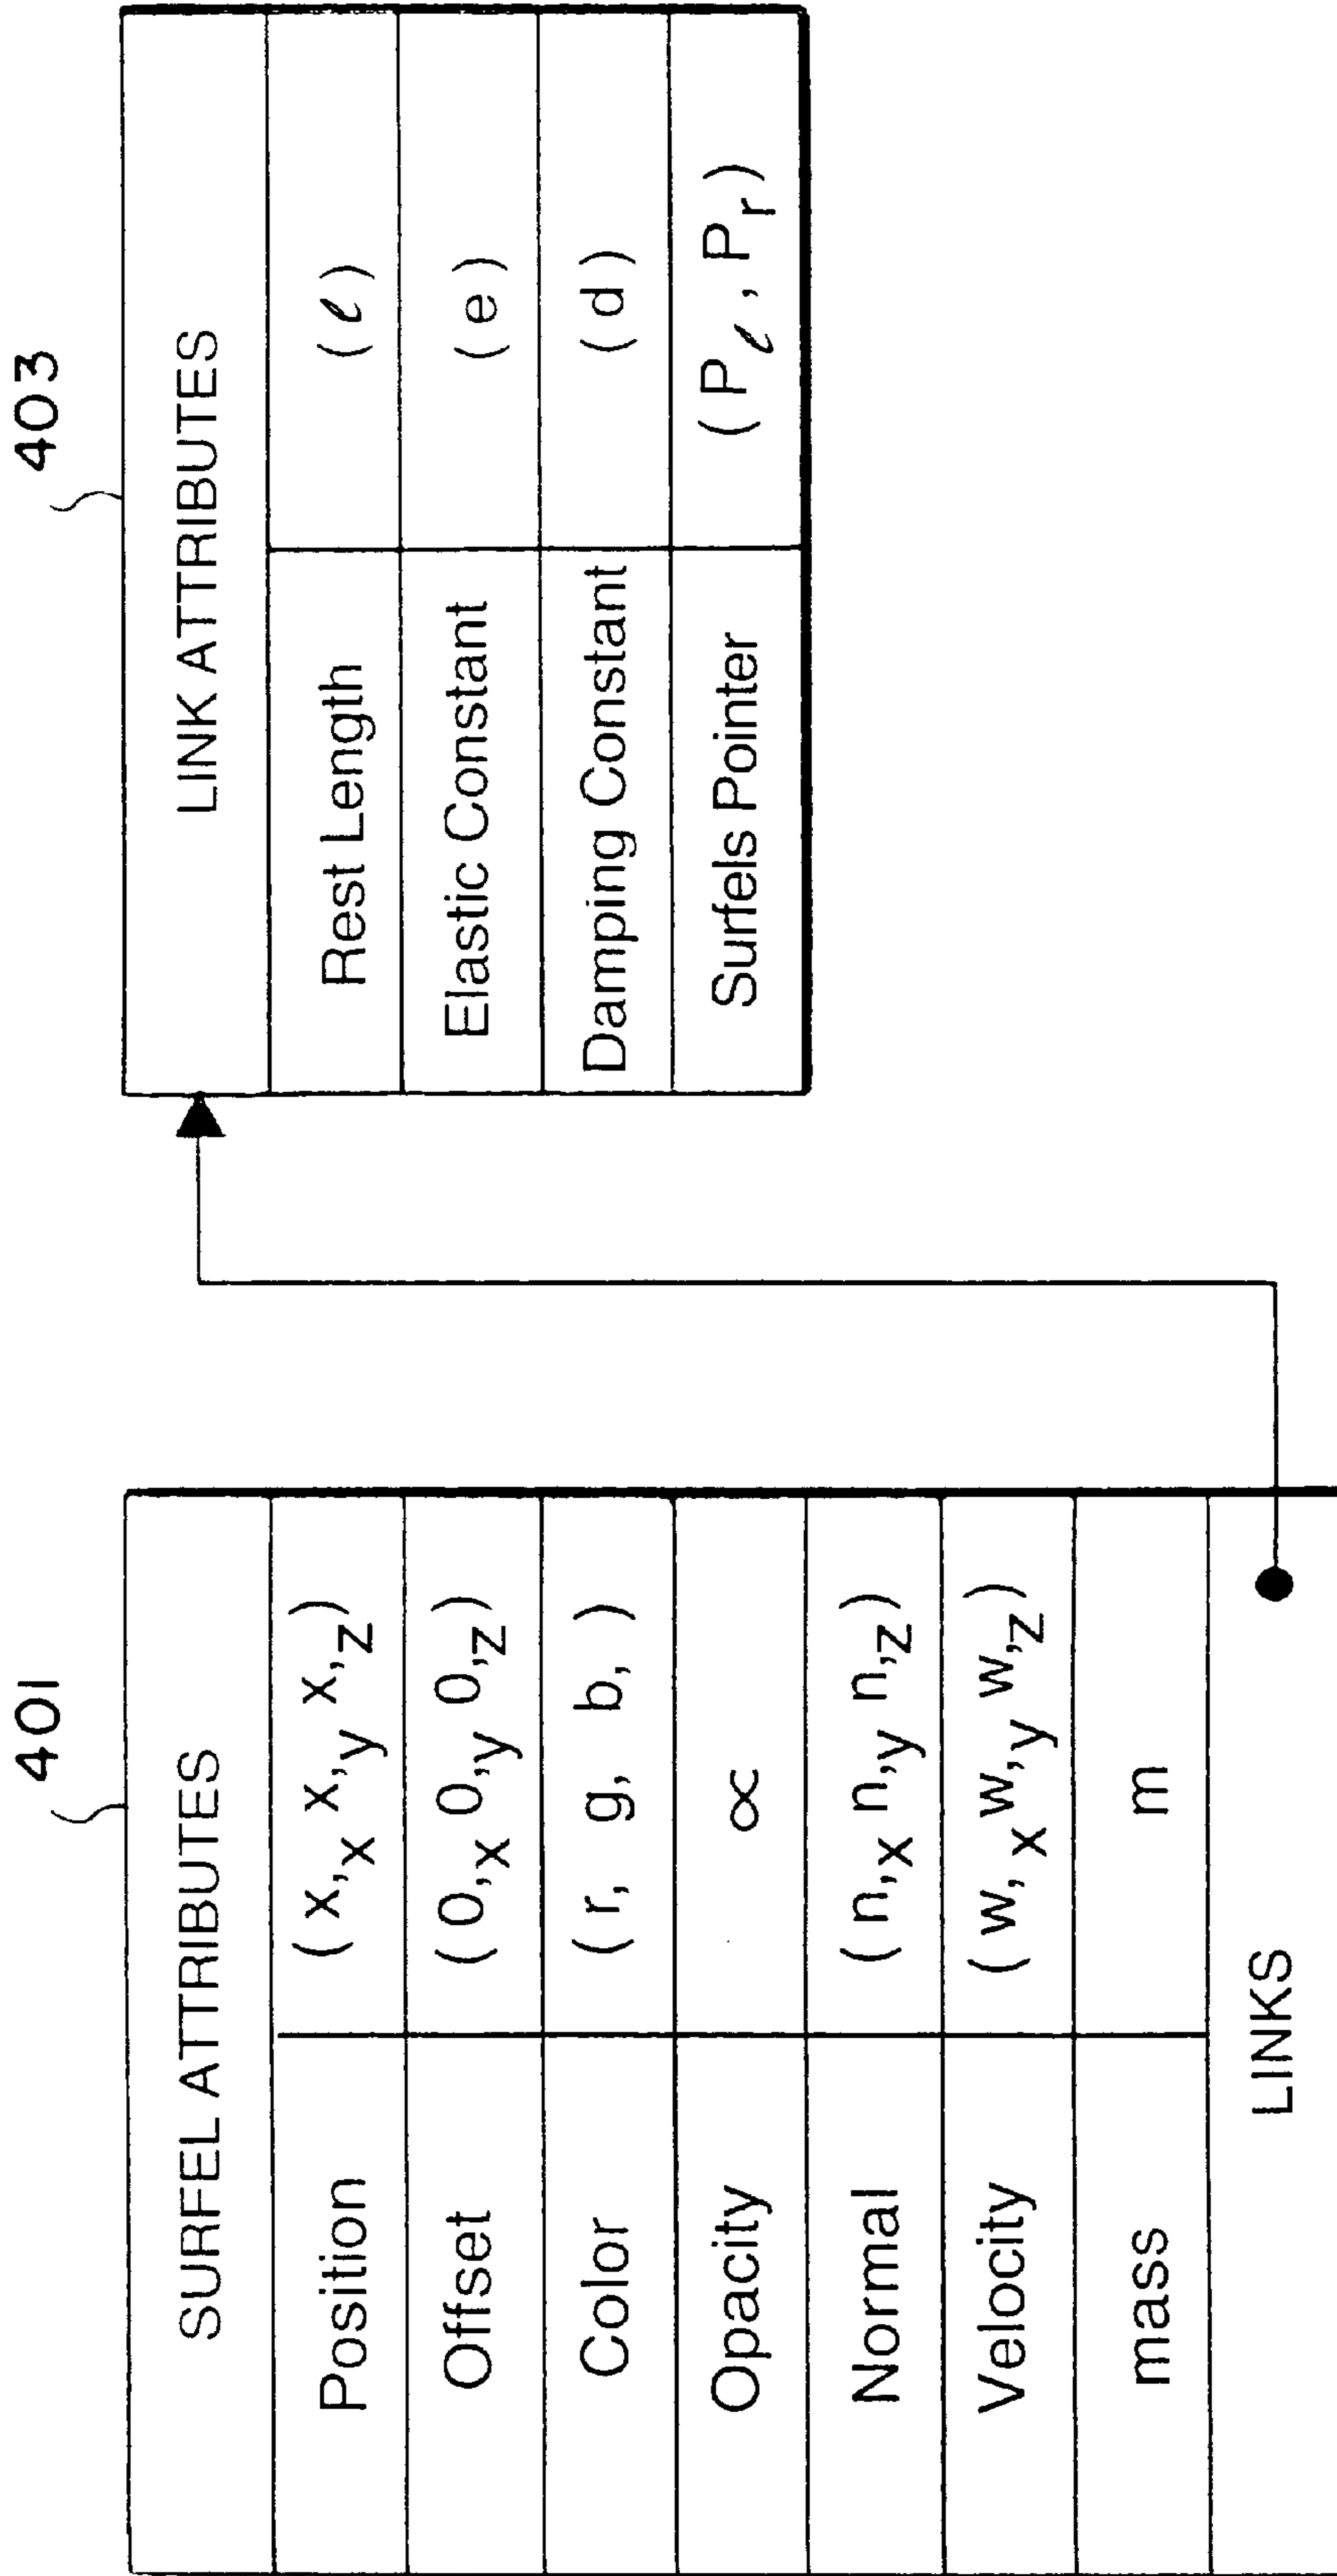 401
SURFEL ATTRIBUTES
Position ( x,x x,y x,z)
Offset ( 0,x 0,y 0,z)
Color ( r, g, b, )
Opacity ∝
Normal ( n,x n,y n,z)
Velocity ( w, x w,y w,z)
mass m
LINKS
403
LINK ATTRIBUTES
Rest Length ( ℓ )
Elastic Constant ( e )
Damping Constant ( d )
Surfels Pointer ( Pℓ , Pr )